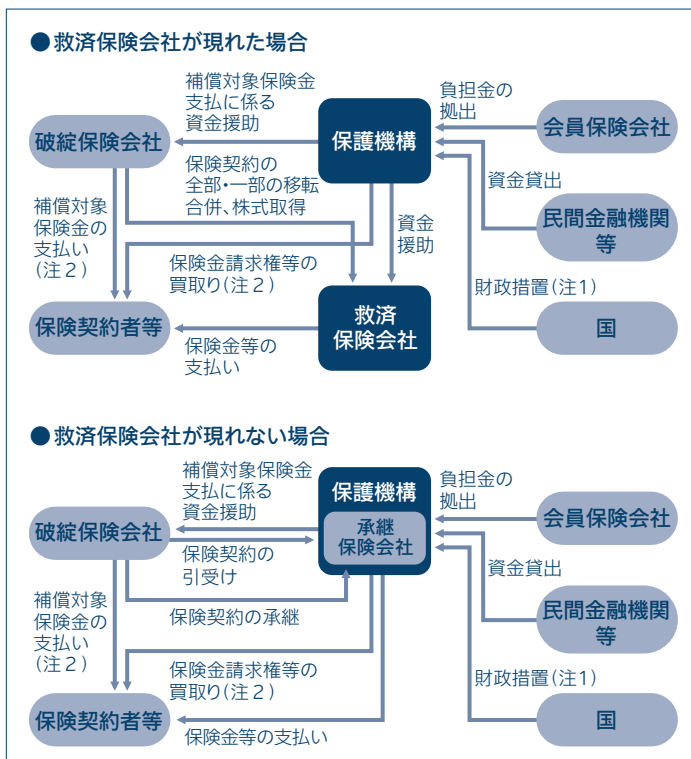 ●救済保険会社が現れた場合
補償対象保険金
支払に係る
資金援助
負担金の
拠出
破綻保険会社
保護機構
会員保険会社
保険契約の
全部・一部の移転
合併、株式取得
資金貸出
補償対象
保険金の
支払い
(注2)
資金
援助
民間金融機関
等
保険金請求権等の
買取り(注2)
財政措置(注1)
保険契約者等
救済
保険会社
国
保険金等の
支払い
●救済保険会社が現れない場合
補償対象保険金
支払に係る
資金援助
負担金の
拠出
保護機構
破綻保険会社
承継
保険会社
会員保険会社
保険契約の
引受け
資金貸出
補償対象
保険金の
支払い
(注2)
保険契約の承継
民間金融機関
等
保険金請求権等の
買取り(注2)
財政措置(注1)
保険契約者等
国
保険金等の支払い